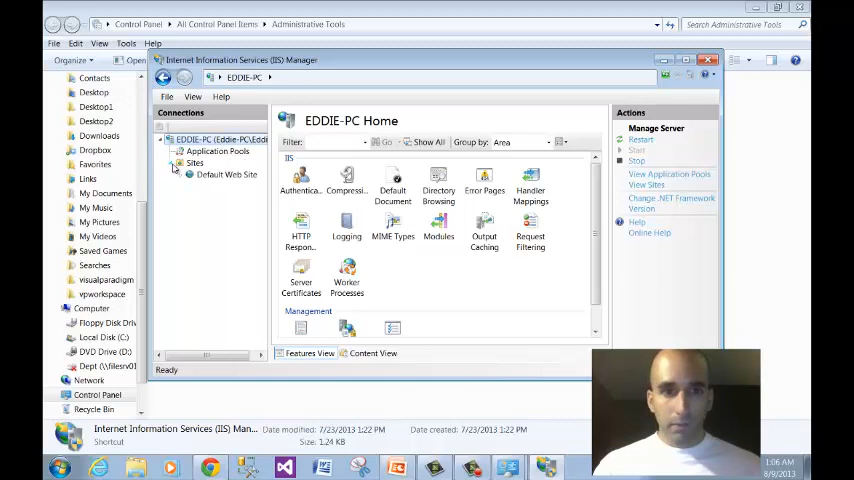 Control Panel ▸ All Control Panel Items ▸ Administrative Tools ▸
Search Administrative Tools
File Edit View Tools Help
Organize Open
Contacts
Desktop
Desktop1
Desktop2
Downloads
Dropbox
Favorites
Links
My Documents
My Music
My Pictures
My Videos
Saved Games
Searches
visualparadigm
vpworkspace
Computer
Floppy Disk Driv
Local Disk (C:)
DVD Drive (D:)
Dept (\\filesrv01
Network
Control Panel
Recycle Bin
Internet Information Services (IIS) Manager
EDDIE-PC
File View Help
Connections
EDDIE-PC (Eddie-PC\Eddi
Application Pools
Sites
Default Web Site
EDDIE-PC Home
Filter: Go Show All Group by: Area
IIS
Authentica... Compressi... Default Document Directory Browsing Error Pages Handler Mappings
HTTP Respon... Logging MIME Types Modules Output Caching Request Filtering
Server Certificates Worker Processes
Management
Features View Content View
Ready
Actions
Manage Server
Restart
Start
Stop
View Application Pools
View Sites
Change .NET Framework
Version
Help
Online Help
Internet Information Services (IIS) Man... Date modified: 7/23/2013 1:22 PM Date created: 7/23/2013 1:22 PM
Shortcut Size: 1.24 KB
1:06 AM
8/9/2013